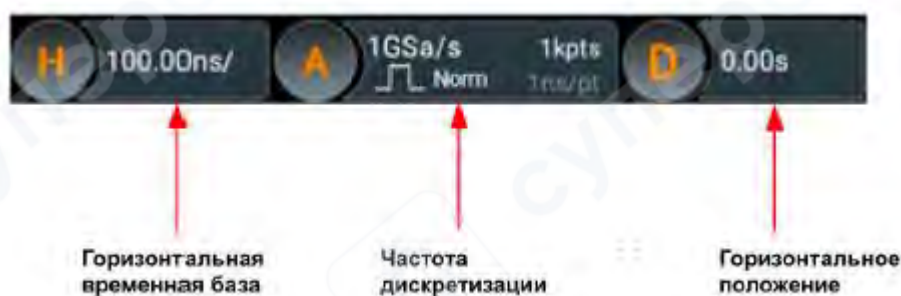 H 100.00ns/ A 1GSa/s 1kpts D 0.00s
Norm 1ns/pt
Горизонтальная Частота Горизонтальное
временная база дискретизации положение